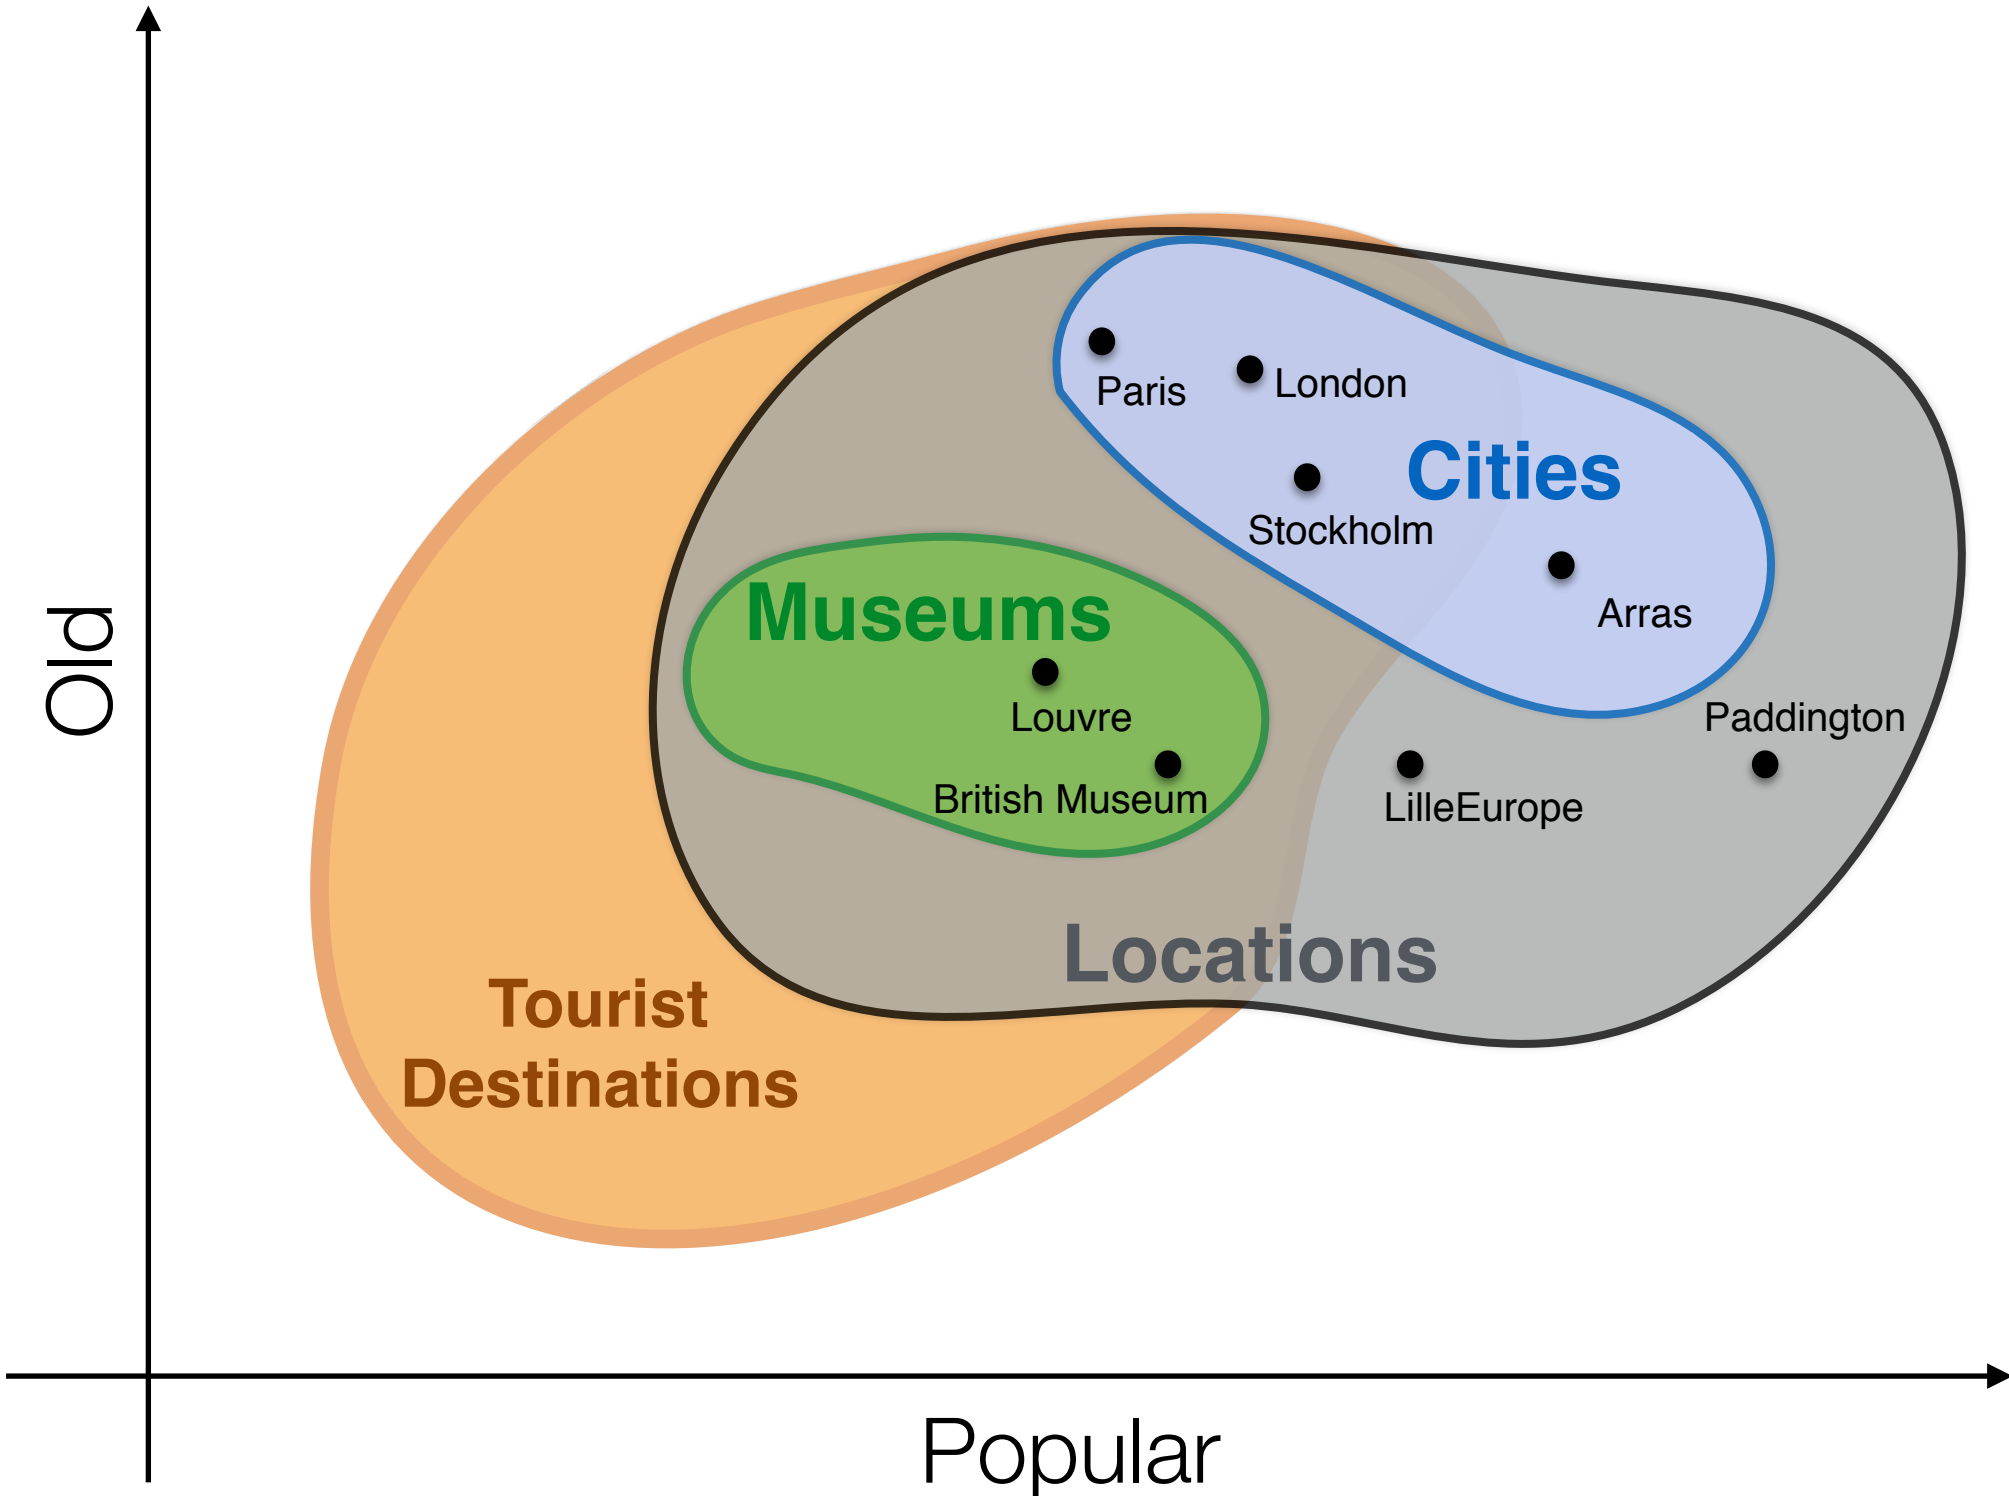 Old
Paris
London
Cities
Stockholm
Museums
Arras
Louvre
Paddington
British Museum
LilleEurope
Locations
Tourist
Destinations
Popular